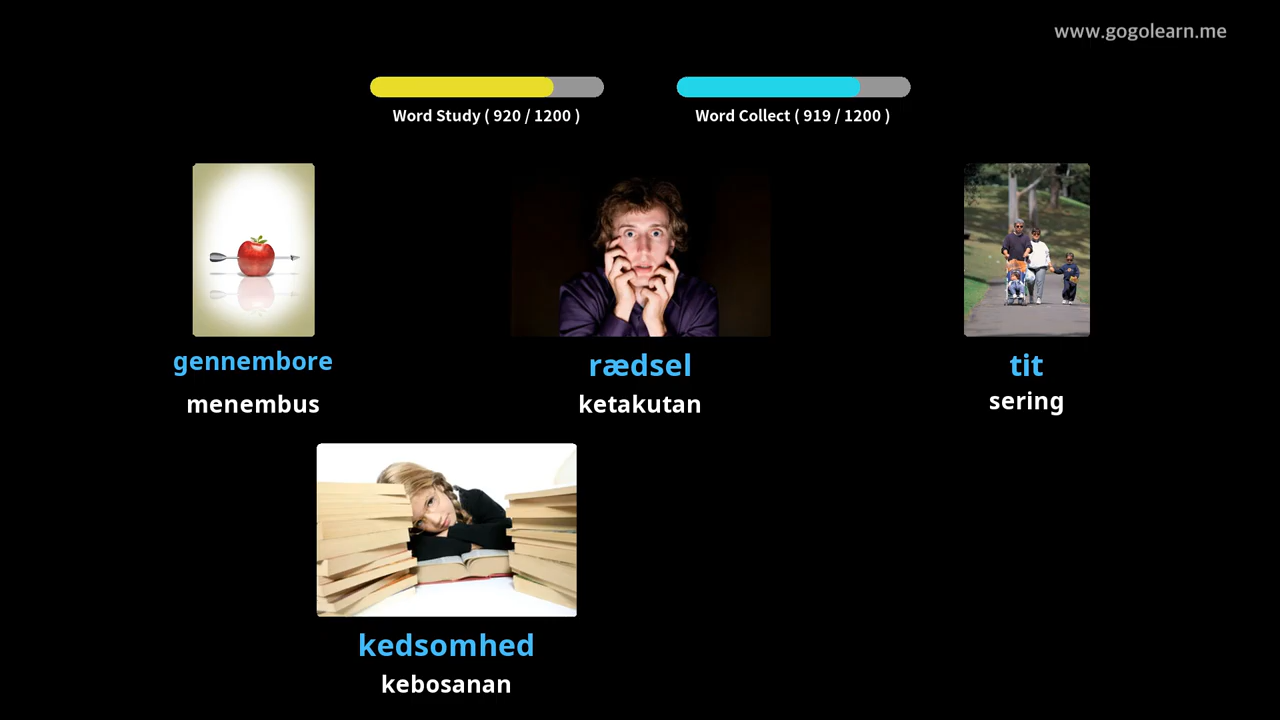 www.gogolearn.me
Word Study ( 920 / 1200 )
Word Collect ( 919 / 1200 )
gennembore
menembus
rædsel
ketakutan
tit
sering
kedsomhed
kebosanan